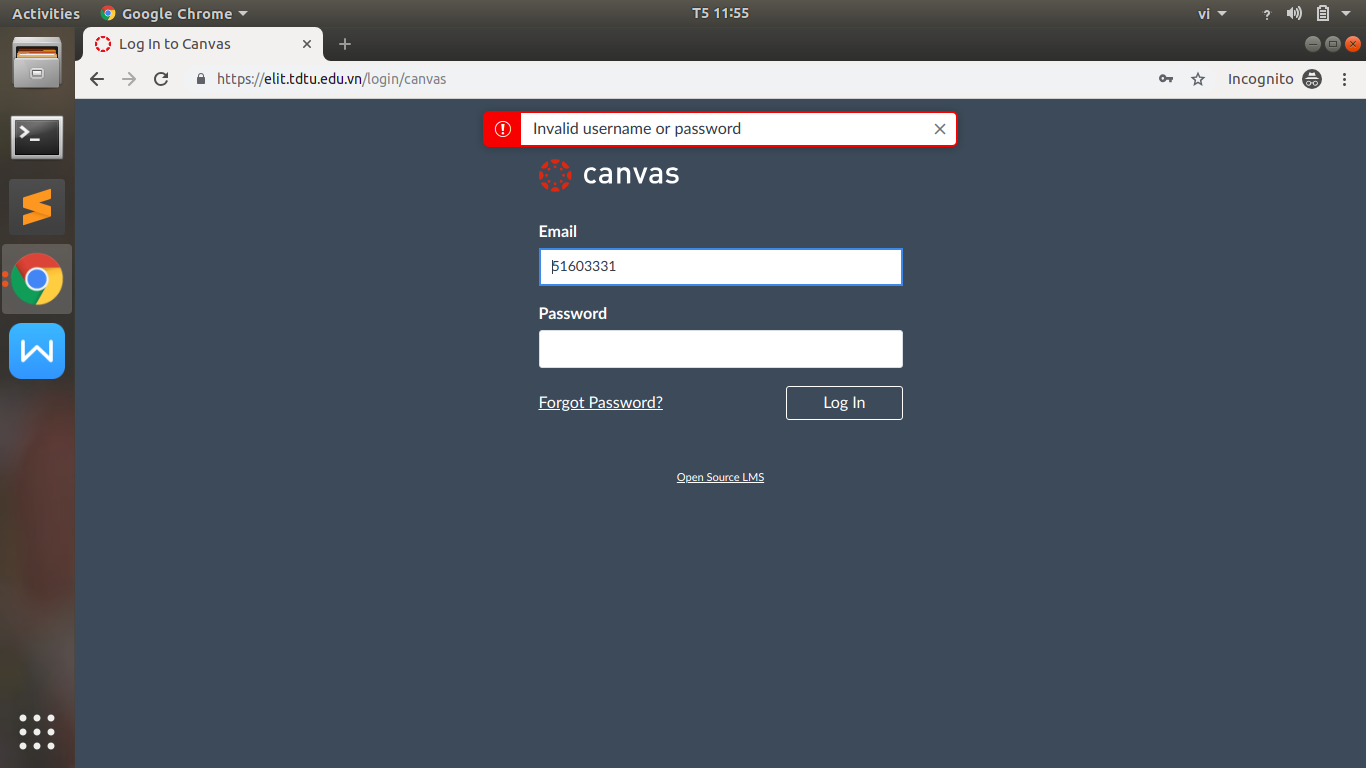 Activities Google Chrome T5 11:55 vi ?
Log In to Canvas
https://elit.tdtu.edu.vn/login/canvas Incognito
Invalid username or password
canvas
Email
51603331
Password
Forgot Password? Log In
Open Source LMS